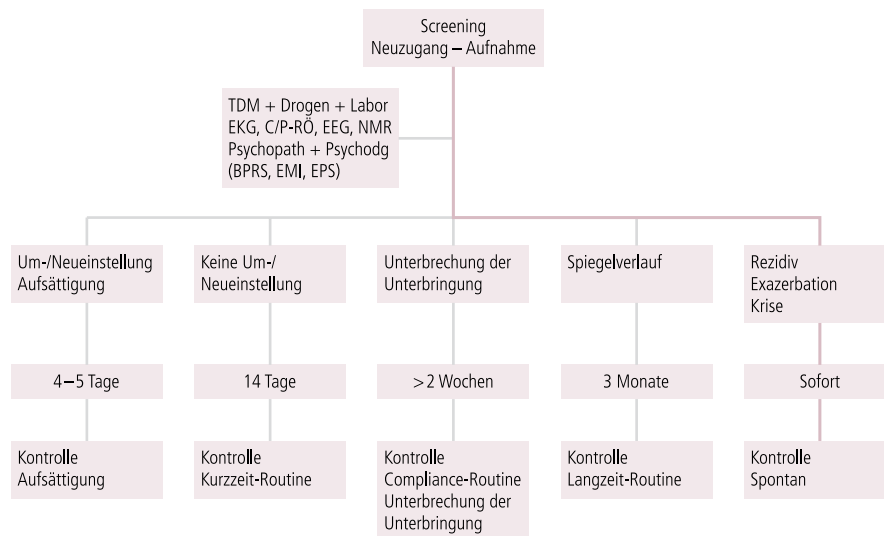 Screening
Neuzugang – Aufnahme
TDM + Drogen + Labor
EKG, C/P-RÖ, EEG, NMR
Psychopath + Psychodg
(BPRS, EMI, EPS)
Um-/Neueinstellung
Aufsättigung
Keine Um-/
Neueinstellung
Unterbrechung der
Unterbringung
Spiegelverlauf
Rezidiv
Exazerbation
Krise
4–5 Tage
14 Tage
>2 Wochen
3 Monate
Sofort
Kontrolle
Aufsättigung
Kontrolle
Kurzzeit-Routine
Kontrolle
Compliance-Routine
Unterbrechung der
Unterbringung
Kontrolle
Langzeit-Routine
Kontrolle
Spontan